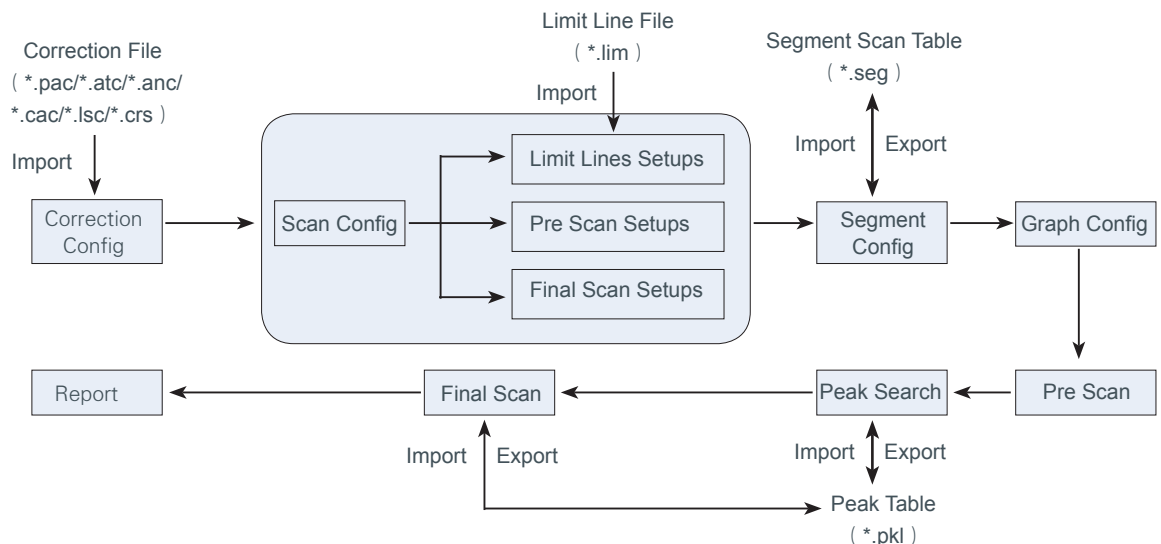 Correction File
( *.pac/*.atc/*.anc/
*.cac/*.lsc/*.crs )
Import
Limit Line File
( *.lim )
Import
Segment Scan Table
( *.seg )
Import Export
Correction
Config
Scan Config
Limit Lines Setups
Pre Scan Setups
Final Scan Setups
Segment
Config
Graph Config
Report
Final Scan
Peak Search
Pre Scan
Import Export
Import Export
Peak Table
( *.pkl )